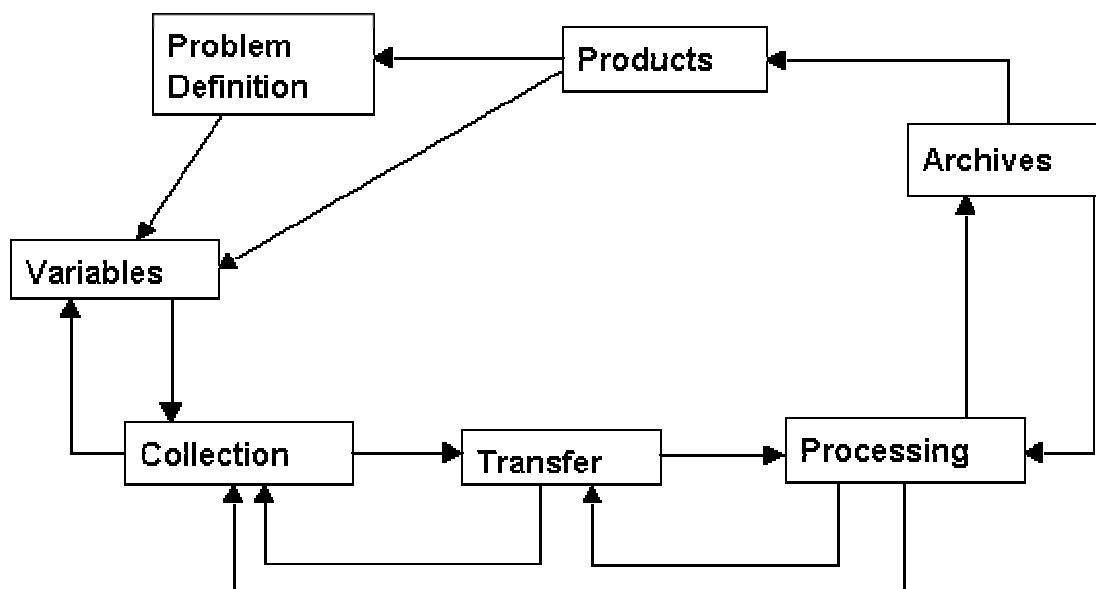 Problem
Definition
Products
Archives
Variables
Collection
Transfer
Processing